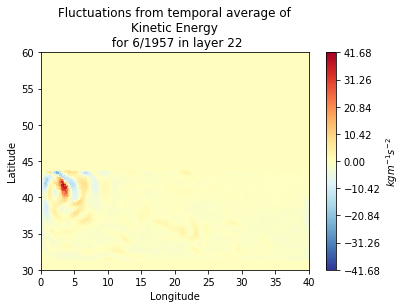 Fluctuations from temporal average of
Kinetic Energy
for 6/1957 in layer 22
60
55
50
45
40
35
30
Latitude
0 5 10 15 20 25 30 35 40
Longitude
41.68
31.26
20.84
10.42
0.00
−10.42
−20.84
−31.26
−41.68
kgm⁻¹s⁻²